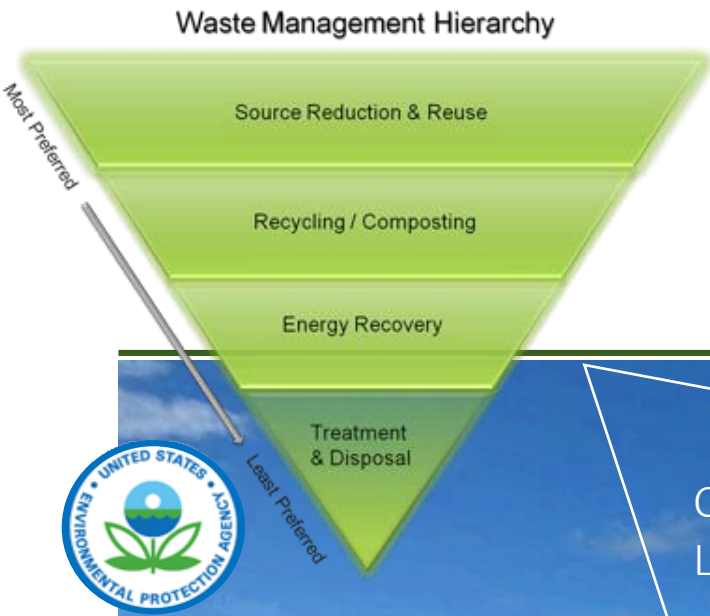 Waste Management Hierarchy
Most Preferred
Source Reduction & Reuse
Recycling / Composting
Energy Recovery
Treatment
& Disposal
Least Preferred
UNITED STATES
ENVIRONMENTAL PROTECTION AGENCY